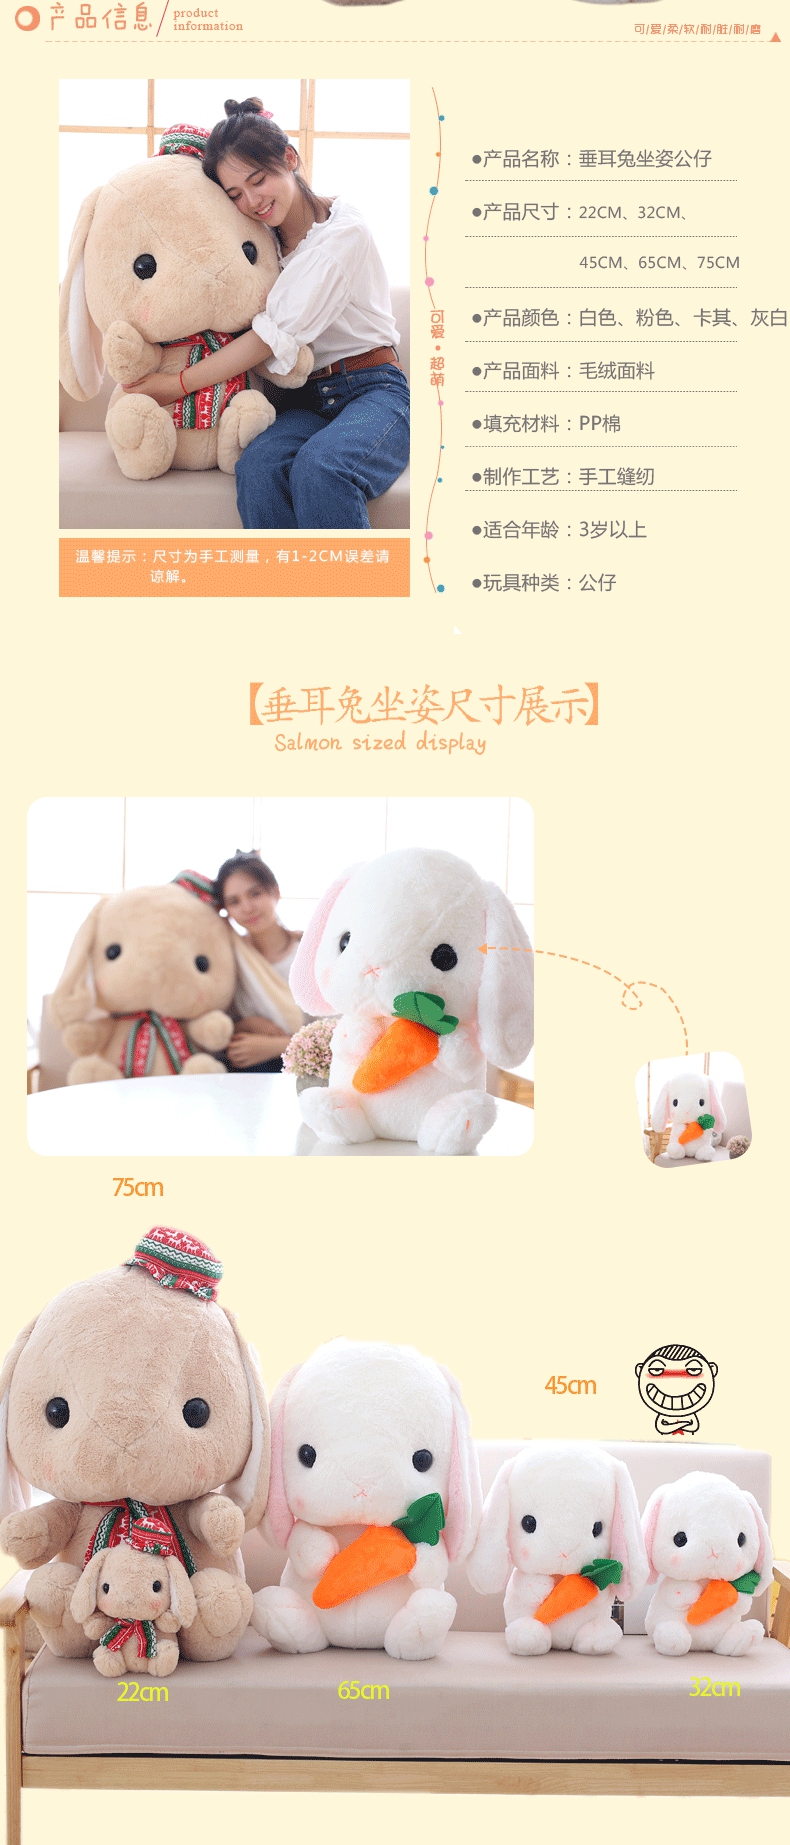 产品信息
product
information
可/爱/柔/软/耐/脏/耐/磨
●产品名称：垂耳兔坐姿公仔
●产品尺寸：22CM、32CM、
45CM、65CM、75CM
●产品颜色：白色、粉色、卡其、灰白
●产品面料：毛绒面料
●填充材料：PP棉
●制作工艺：手工缝纫
●适合年龄：3岁以上
●玩具种类：公仔
可爱·超萌
温馨提示：尺寸为手工测量，有1-2CM误差请
谅解。
【垂耳兔坐姿尺寸展示】
Salmon sized display
75cm
45cm
22cm
65cm
32cm